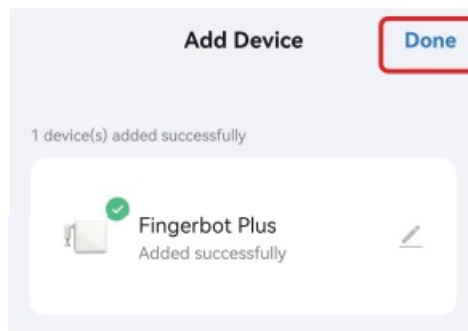 Add Device
Done
1 device(s) added successfully
Fingerbot Plus
Added successfully